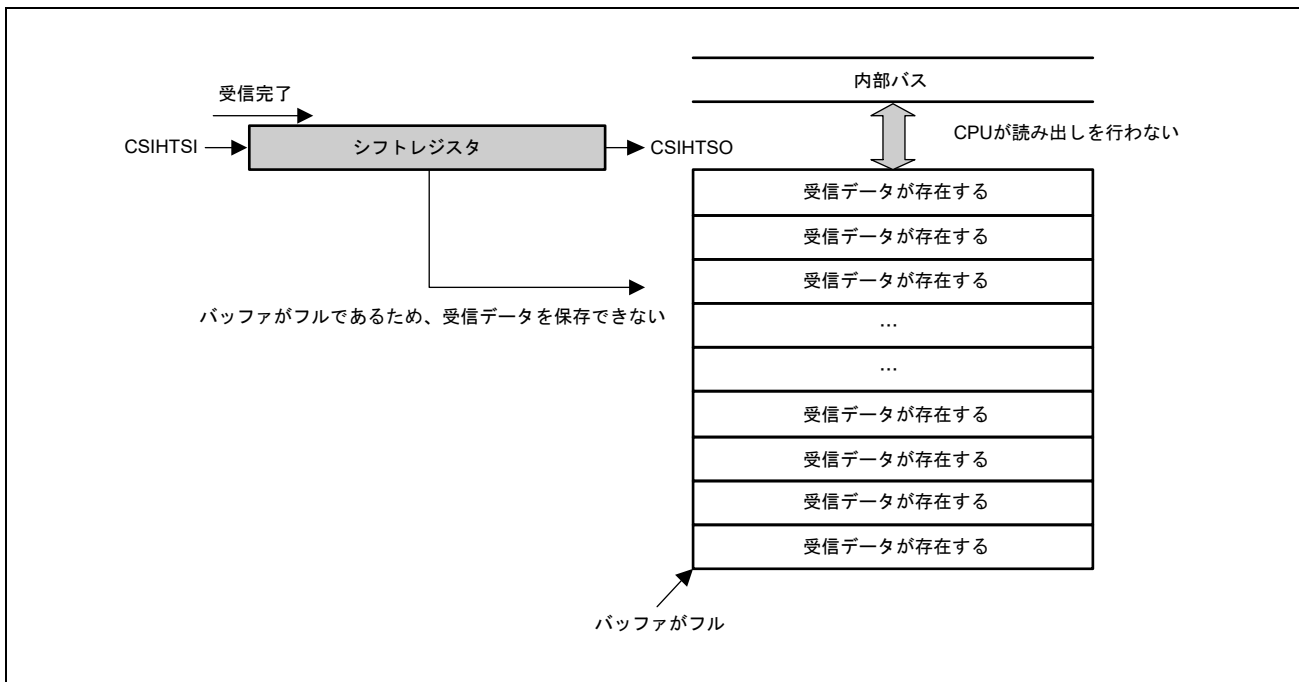 内部バス
受信完了
CPUが読み出しを行わない
CSIHTSI
シフトレジスタ
CSIHTSO
受信データが存在する
受信データが存在する
受信データが存在する
バッファがフルであるため、受信データを保存できない
…
…
受信データが存在する
受信データが存在する
受信データが存在する
受信データが存在する
バッファがフル